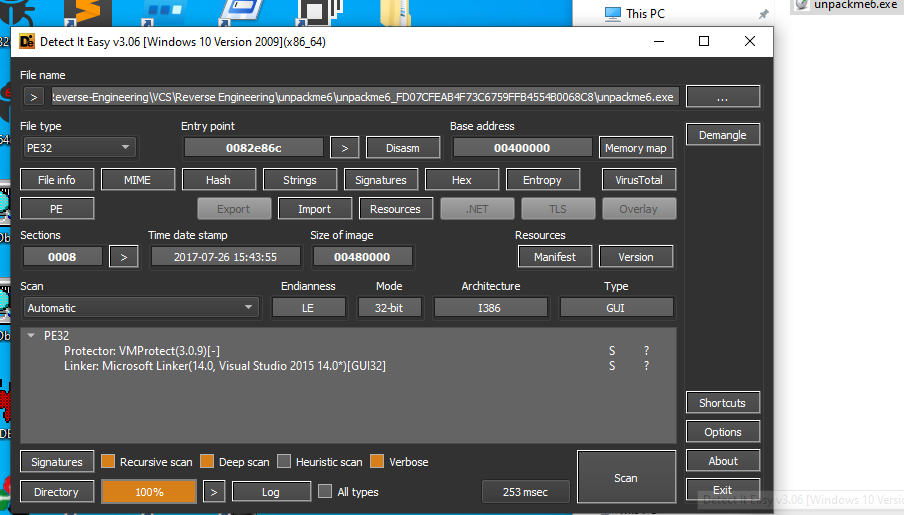 This PC
unpackme6.exe
Detect It Easy v3.06 [Windows 10 Version 2009](x86_64)
File name
> Reverse-Engineering\VCS\Reverse Engineering\unpackme6\unpackme6_FD07CFEAB4F73C6759FFB4554B0068C8\unpackme6.exe ...
File type Entry point Base address
PE32 0082e86c > Disasm 00400000 Memory map Demangle
File info MIME Hash Strings Signatures Hex Entropy VirusTotal
PE Export Import Resources .NET TLS Overlay
Sections Time date stamp Size of image Resources
0008 > 2017-07-26 15:43:55 00480000 Manifest Version
Scan Endianness Mode Architecture Type
Automatic LE 32-bit I386 GUI
PE32
Protector: VMProtect(3.0.9)[-] S ?
Linker: Microsoft Linker(14.0, Visual Studio 2015 14.0*)[GUI32] S ?
Shortcuts
Options
Signatures Recursive scan Deep scan Heuristic scan Verbose About
Directory 100% > Log All types 253 msec Scan Exit
Detect It Easy v3.06 [Windows 10 Versio